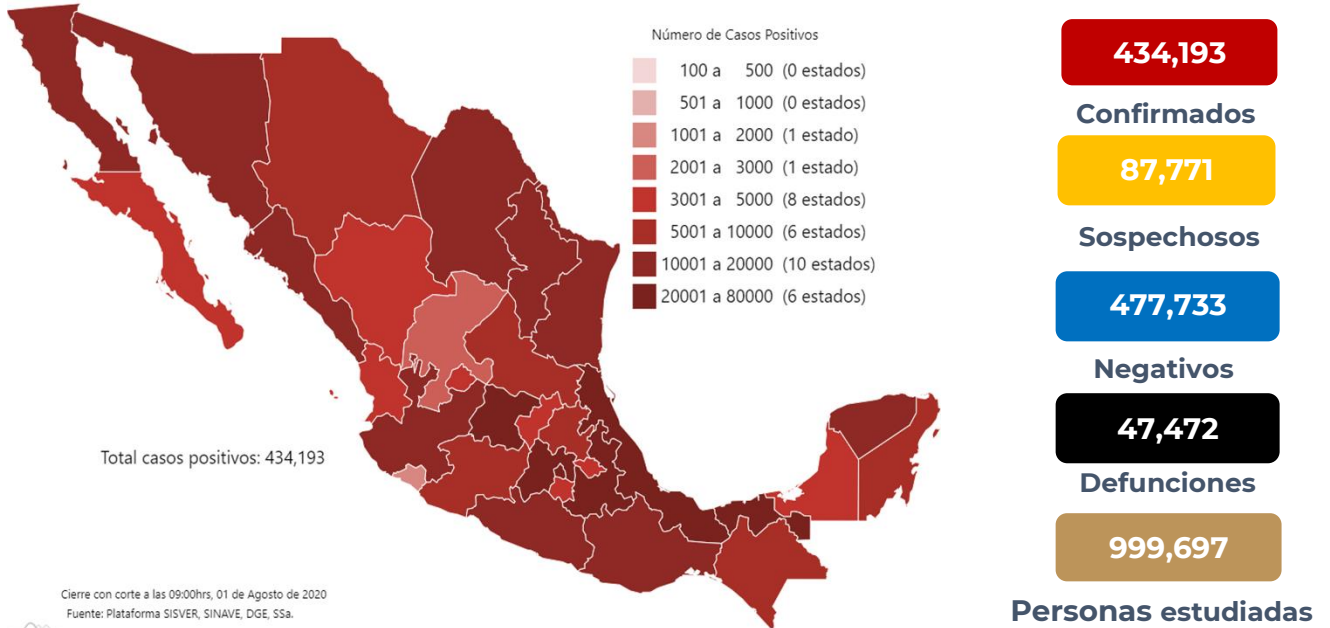 Número de Casos Positivos
100 a 500 (0 estados)
501 a 1000 (0 estados)
1001 a 2000 (1 estado)
2001 a 3000 (1 estado)
3001 a 5000 (8 estados)
5001 a 10000 (6 estados)
10001 a 20000 (10 estados)
20001 a 80000 (6 estados)
Total casos positivos: 434,193
Cierre con corte a las 09:00hrs, 01 de Agosto de 2020
Fuente: Plataforma SISVER, SINAVE, DGE, SSa.
434,193
Confirmados
87,771
Sospechosos
477,733
Negativos
47,472
Defunciones
999,697
Personas estudiadas